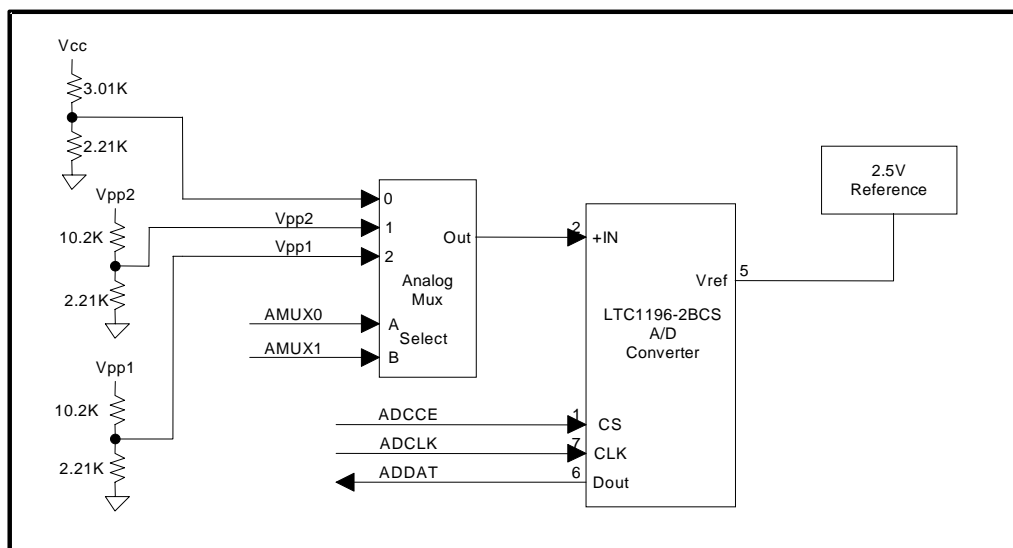 Vcc
3.01K
2.21K
Vpp2
10.2K
2.21K
Vpp1
10.2K
2.21K
Vpp2
Vpp1
AMUX0
AMUX1
0
1
2
Out
Analog
Mux
A
Select
B
ADCCE
ADCLK
ADDAT
2
+IN
Vref
5
LTC1196-2BCS
A/D
Converter
1
CS
7
CLK
6
Dout
2.5V
Reference